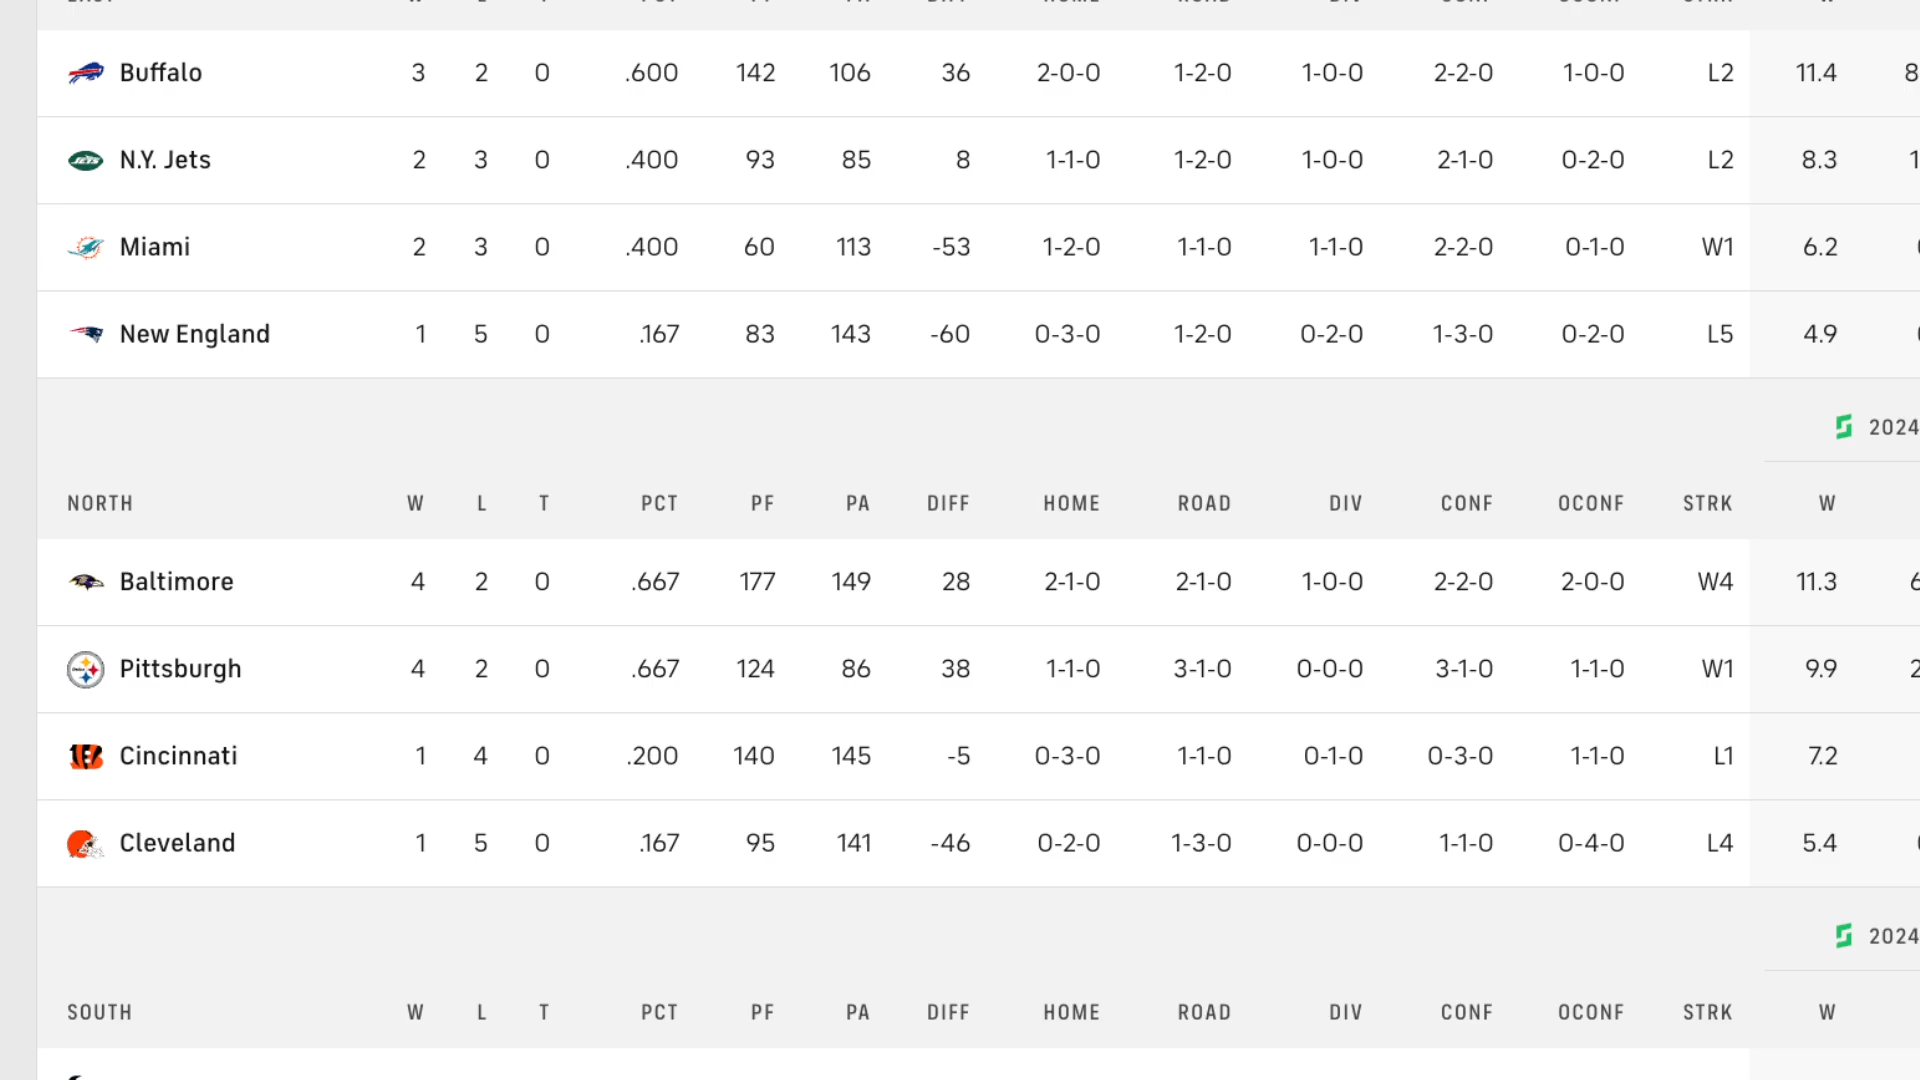 Buffalo 3 2 0 .600 142 106 36 2-0-0 1-2-0 1-0-0 2-2-0 1-0-0 L2 11.4
N.Y. Jets 2 3 0 .400 93 85 8 1-1-0 1-2-0 1-0-0 2-1-0 0-2-0 L2 8.3
Miami 2 3 0 .400 60 113 -53 1-2-0 1-1-0 1-1-0 2-2-0 0-1-0 W1 6.2
New England 1 5 0 .167 83 143 -60 0-3-0 1-2-0 0-2-0 1-3-0 0-2-0 L5 4.9
2024
NORTH W L T PCT PF PA DIFF HOME ROAD DIV CONF OCONF STRK W
Baltimore 4 2 0 .667 177 149 28 2-1-0 2-1-0 1-0-0 2-2-0 2-0-0 W4 11.3
Pittsburgh 4 2 0 .667 124 86 38 1-1-0 3-1-0 0-0-0 3-1-0 1-1-0 W1 9.9
Cincinnati 1 4 0 .200 140 145 -5 0-3-0 1-1-0 0-1-0 0-3-0 1-1-0 L1 7.2
Cleveland 1 5 0 .167 95 141 -46 0-2-0 1-3-0 0-0-0 1-1-0 0-4-0 L4 5.4
2024
SOUTH W L T PCT PF PA DIFF HOME ROAD DIV CONF OCONF STRK W